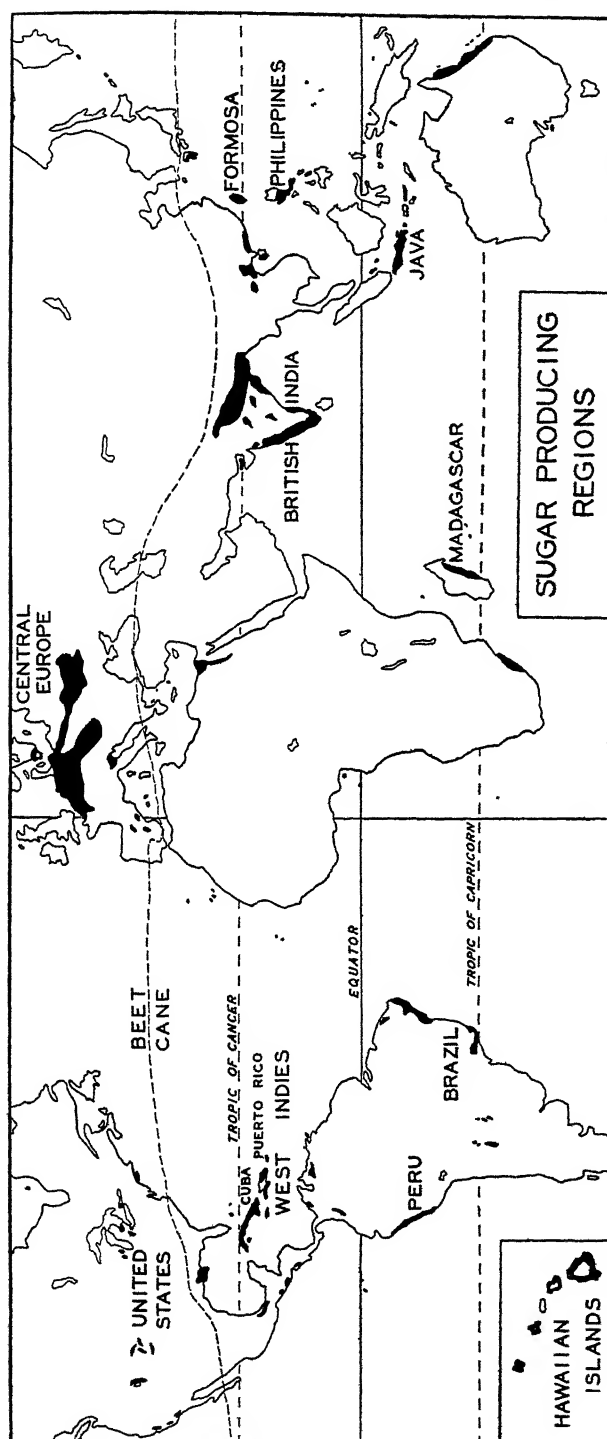 SUGAR PRODUCING
REGIONS
CENTRAL
EUROPE
UNITED
STATES
BEET
CANE
TROPIC OF CANCER
CUBA
PUERTO RICO
WEST INDIES
EQUATOR
TROPIC OF CAPRICORN
PERU
BRAZIL
HAWAIIAN
ISLANDS
BRITISH INDIA
FORMOSA
PHILIPPINES
JAVA
MADAGASCAR